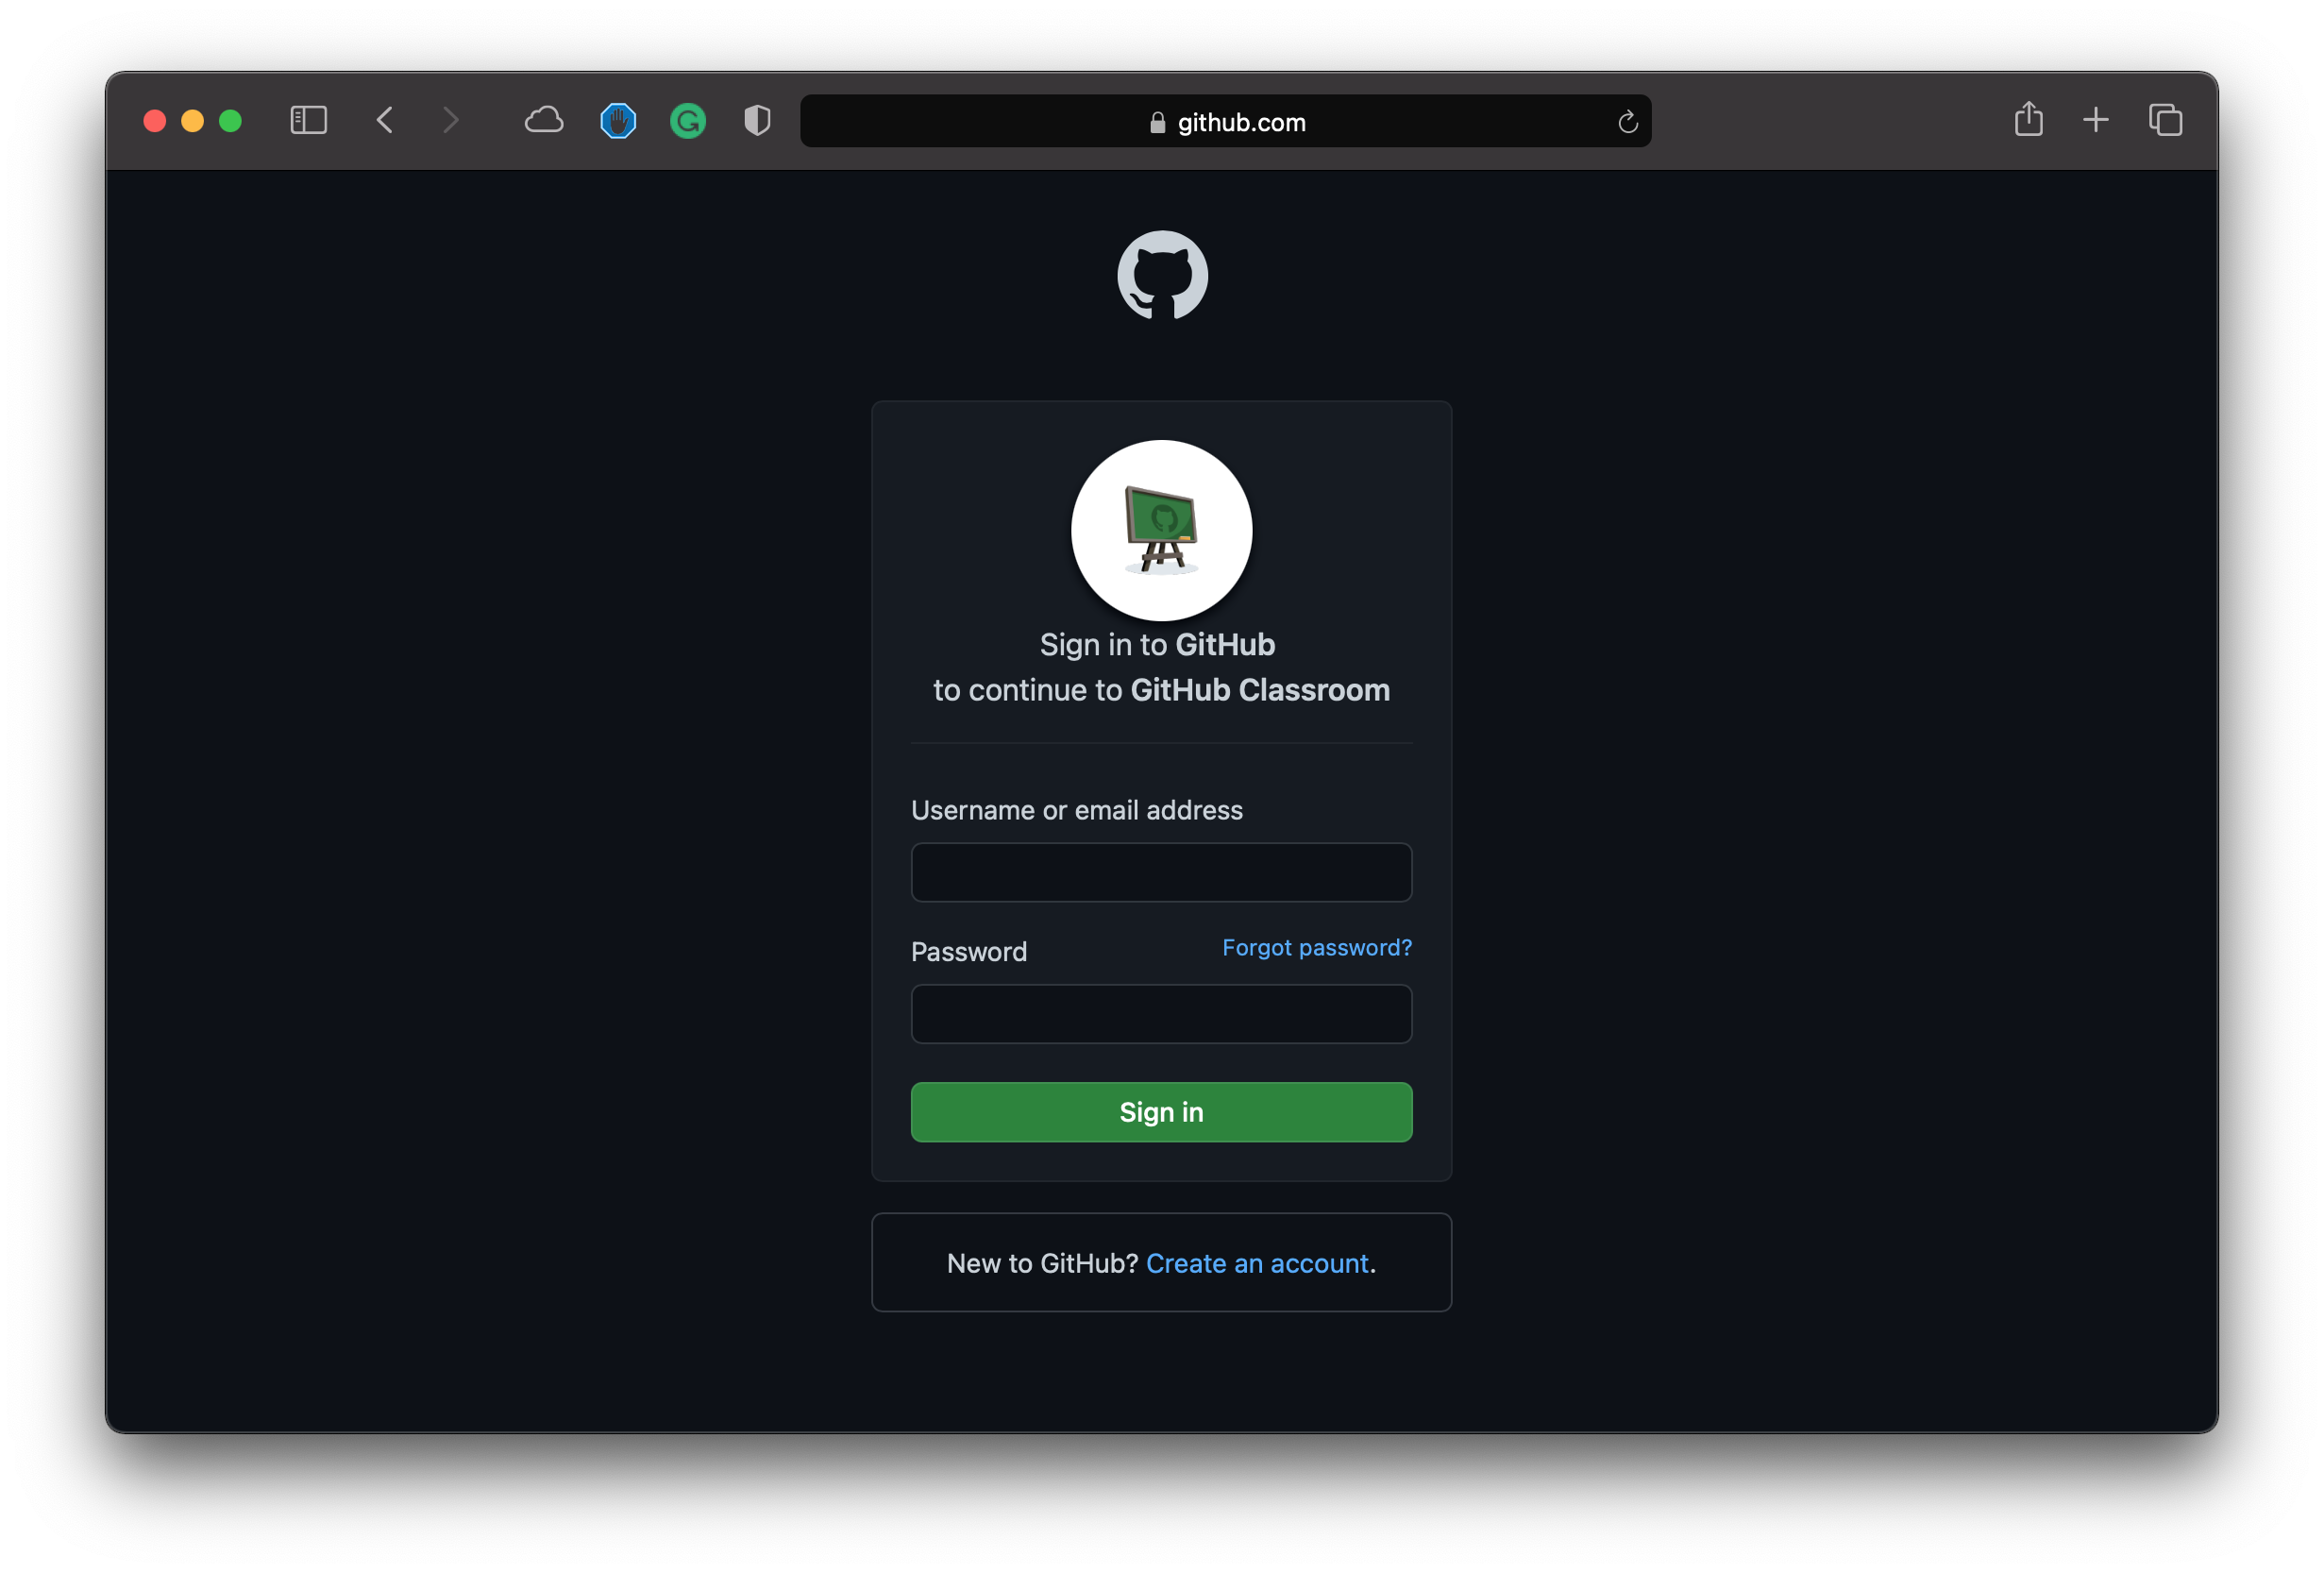 github.com
Sign in to GitHub
to continue to GitHub Classroom
Username or email address
Password Forgot password?
Sign in
New to GitHub? Create an account.